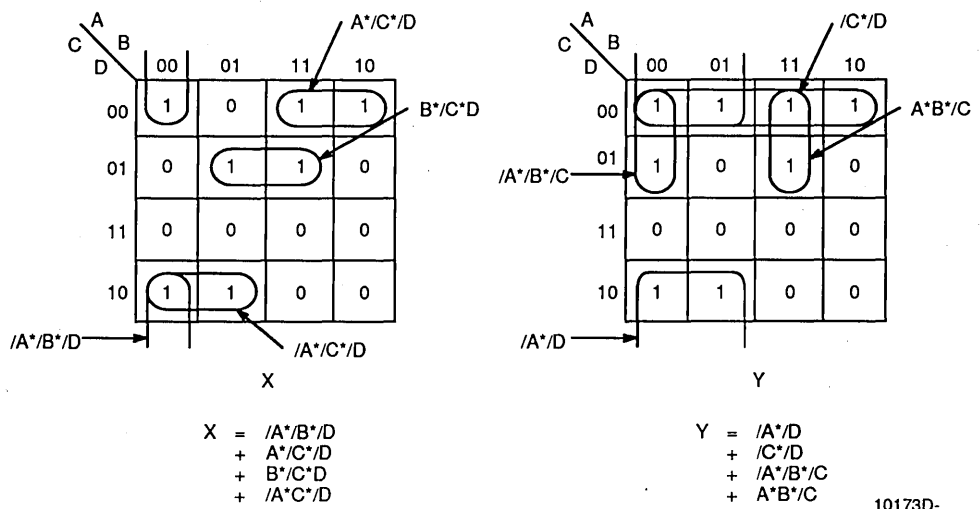 A
B
C
D
00 01 11 10
00 1 0 1 1
01 0 1 1 0
11 0 0 0 0
10 1 1 0 0
A*/C*/D
B*/C*D
/A*/B*/D
/A*/C*/D
X
X = /A*/B*/D
+ A*/C*/D
+ B*/C*D
+ /A*C*/D
A
B
C
D
00 01 11 10
00 1 1 1 1
01 1 0 1 0
11 0 0 0 0
10 1 1 0 0
/C*/D
A*B*/C
/A*/B*/C
/A*/D
Y
Y = /A*/D
+ /C*/D
+ /A*/B*/C
+ A*B*/C
10173D-